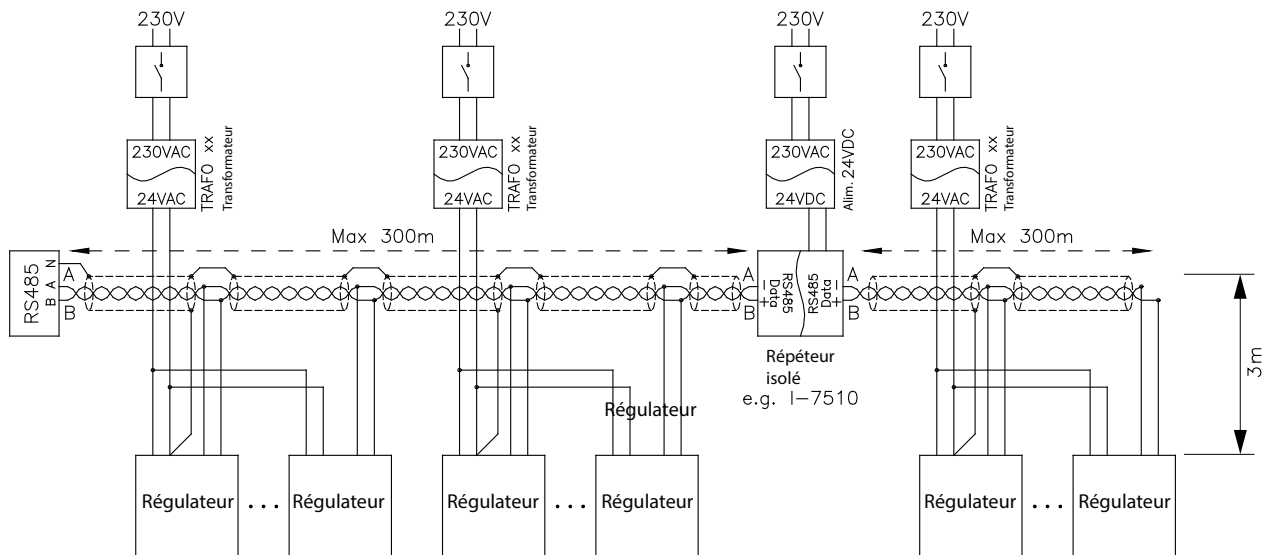 230V
230V
230V
230V
230VAC
24VAC
TRAFO xx
Transformateur
230VAC
24VAC
TRAFO xx
Transformateur
230VAC
24VDC
Alim. 24VDC
230VAC
24VAC
TRAFO xx
Transformateur
Max 300m
Max 300m
RS485
N
A
B
A
B
A
B
Data
RS485
− +
RS485
Data
− +
A
B
3m
Répéteur
isolé
e.g. I−7510
Régulateur
Régulateur
...
Régulateur
Régulateur
...
Régulateur
Régulateur
...
Régulateur